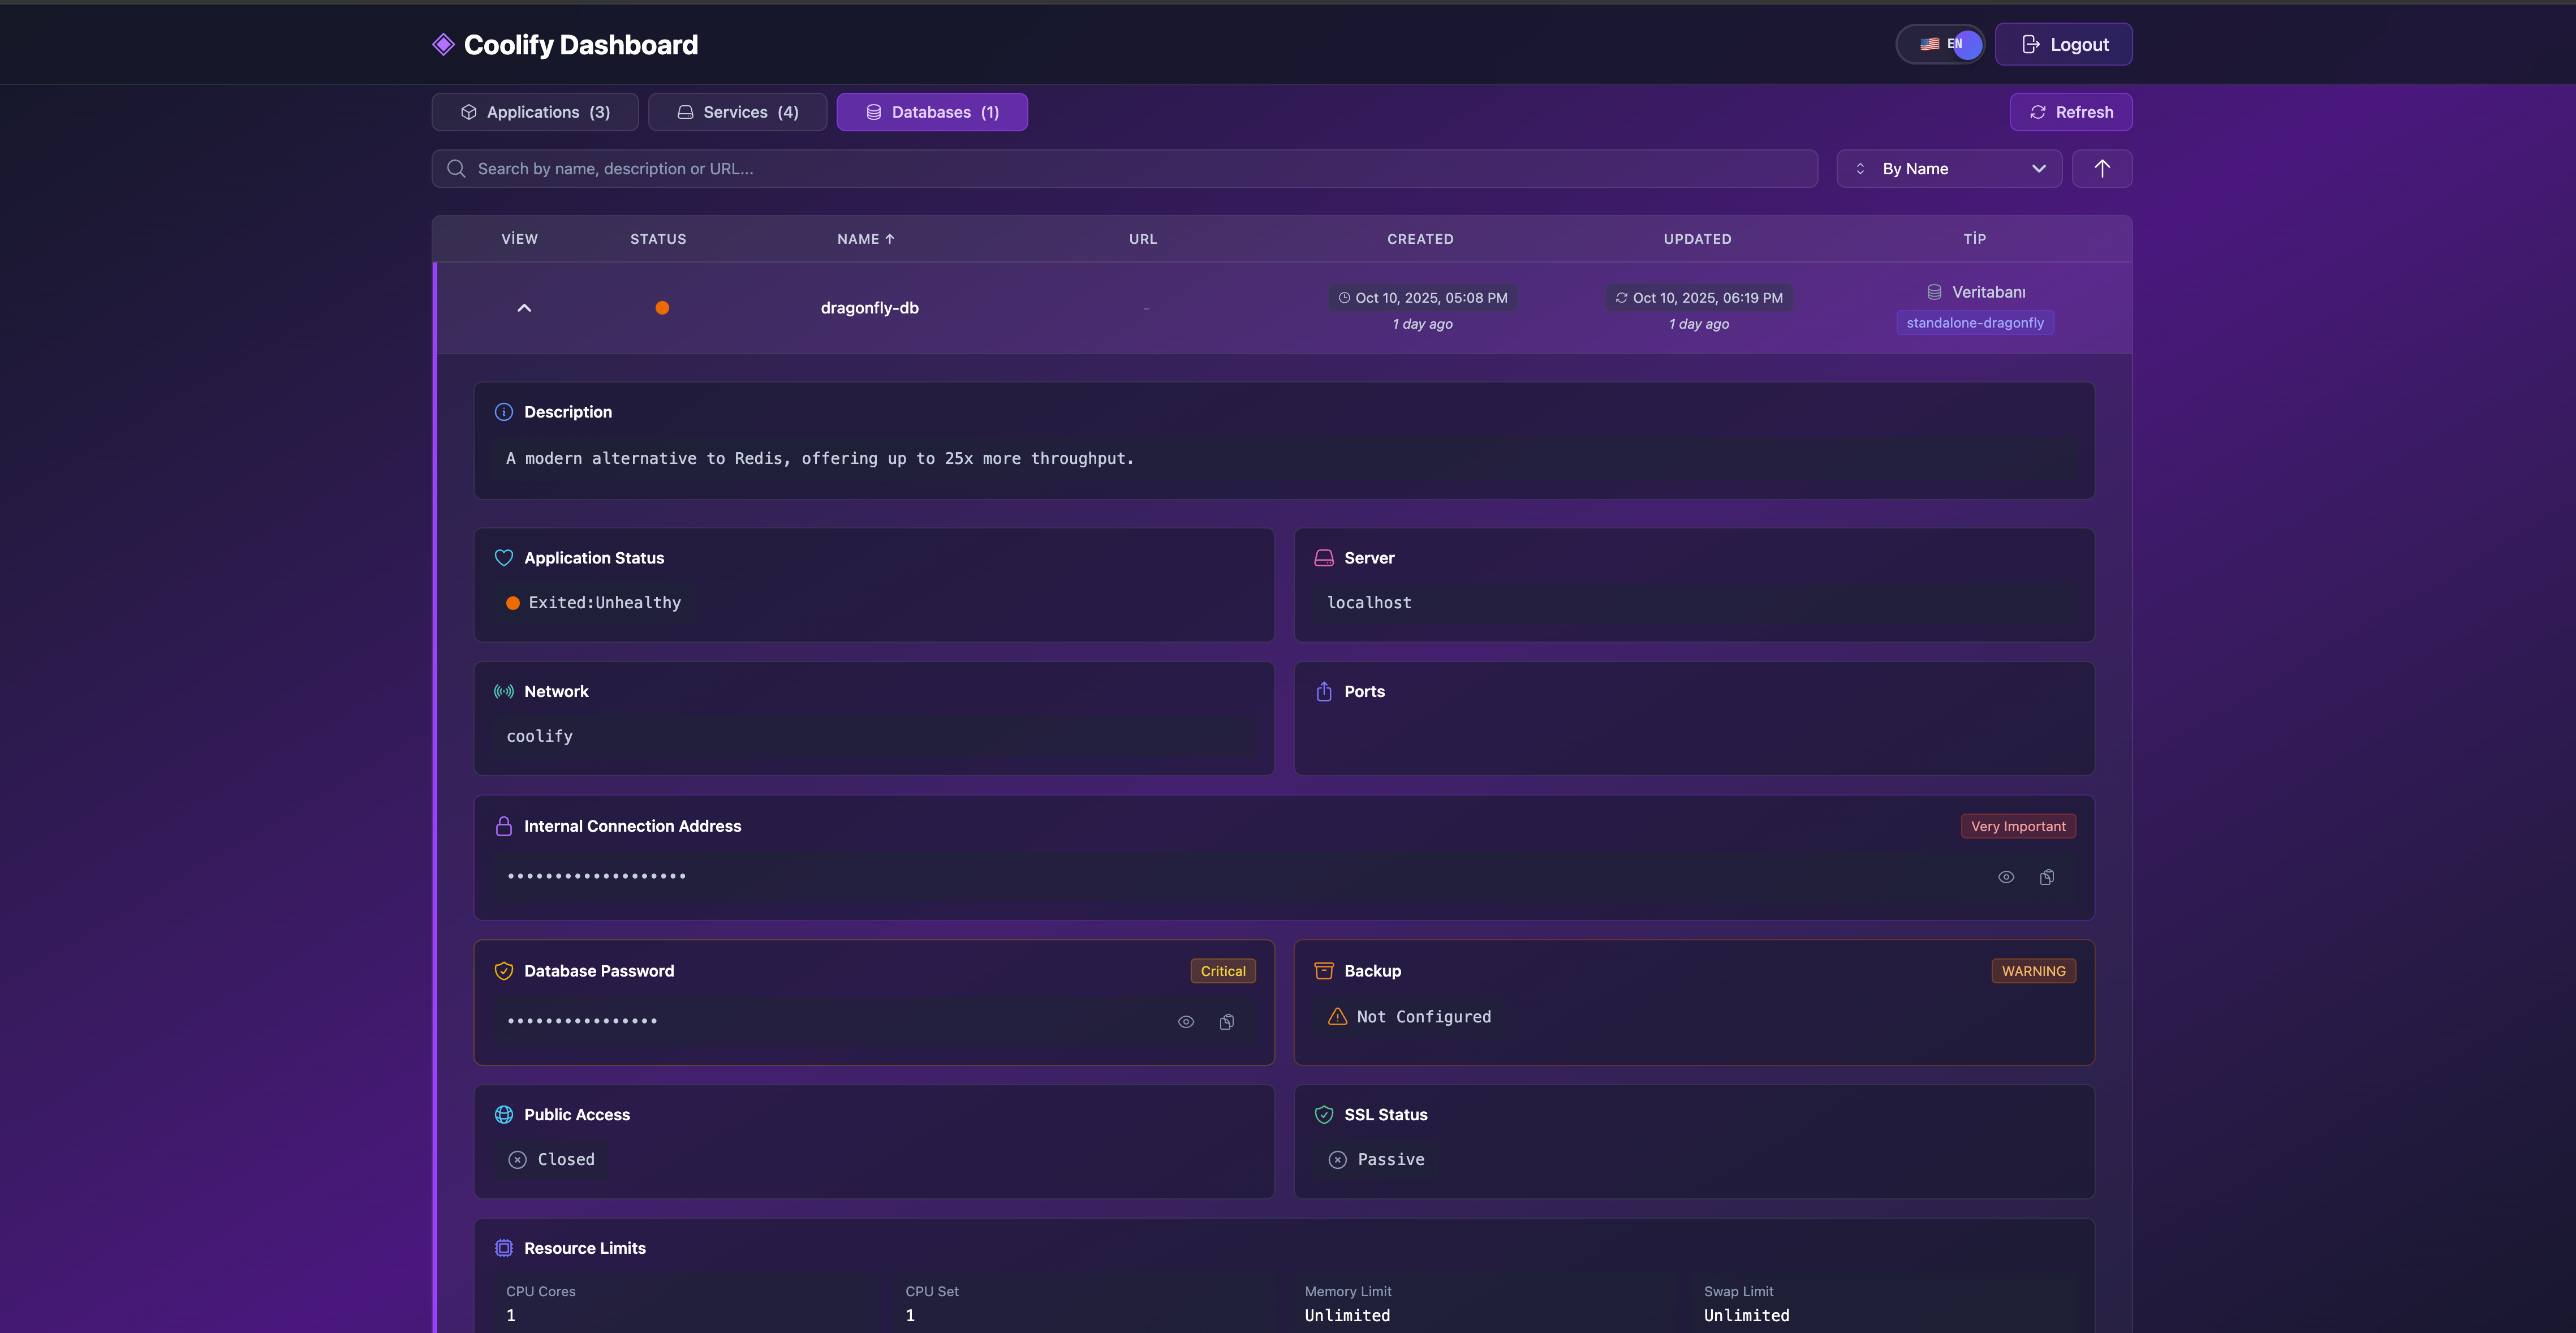 Coolify Dashboard
🇺🇸 EN
Logout
Applications (3)
Services (4)
Databases (1)
Refresh
Search by name, description or URL...
By Name
VİEW STATUS NAME ↑ URL CREATED UPDATED TİP
dragonfly-db
-
Oct 10, 2025, 05:08 PM
1 day ago
Oct 10, 2025, 06:19 PM
1 day ago
Veritabanı
standalone-dragonfly
Description
A modern alternative to Redis, offering up to 25x more throughput.
Application Status
Exited:Unhealthy
Server
localhost
Network
coolify
Ports
Internal Connection Address
Very Important
•••••••••••••••••••
Database Password
Critical
••••••••••••••••
Backup
WARNING
Not Configured
Public Access
Closed
SSL Status
Passive
Resource Limits
CPU Cores
1
CPU Set
1
Memory Limit
Unlimited
Swap Limit
Unlimited